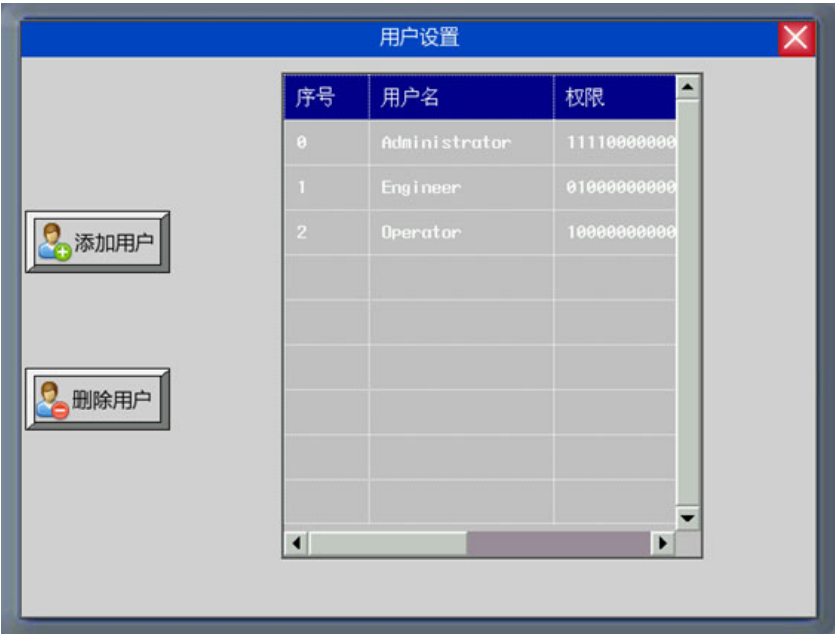 用户设置
序号 用户名 权限
0 Administrator 11110000000
1 Engineer 01000000000
2 Operator 10000000000
添加用户
删除用户